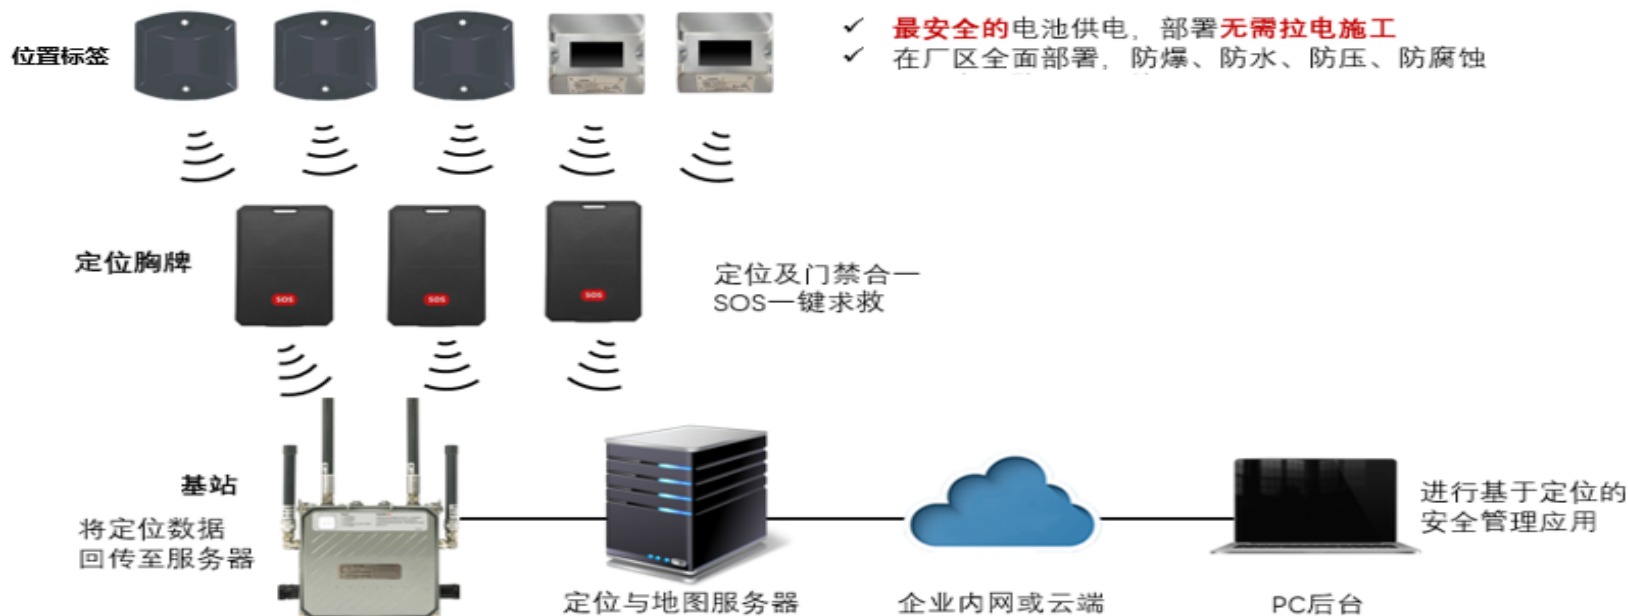 位置标签
✓ 最安全的电池供电，部署无需拉电施工
✓ 在厂区全面部署，防爆、防水、防压、防腐蚀
定位胸牌
SOS
SOS
SOS
定位及门禁合一
SOS一键求救
基站
将定位数据
回传至服务器
定位与地图服务器
企业内网或云端
PC后台
进行基于定位的
安全管理应用